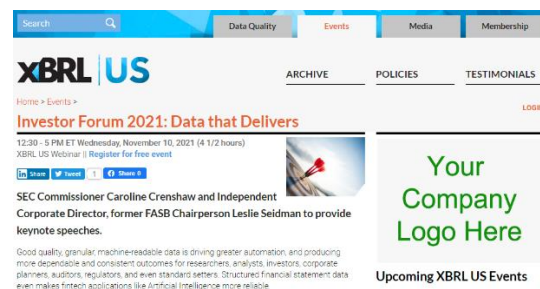 Search
Data Quality
Events
Media
Membership
XBRL US
ARCHIVE
POLICIES
TESTIMONIALS
Home > Events >
LOGI
Investor Forum 2021: Data that Delivers
12:30 - 5 PM ET Wednesday, November 10, 2021 (4 1/2 hours)
XBRL US Webinar || Register for free event
in Share
Tweet
1
Share 0
SEC Commissioner Caroline Crenshaw and Independent
Corporate Director, former FASB Chairperson Leslie Seidman to provide
keynote speeches.
Good quality, granular, machine-readable data is driving greater automation, and producing
more dependable and consistent outcomes for researchers, analysts, investors, corporate
planners, auditors, regulators, and even standard setters. Structured financial statement data
even makes fintech applications like Artificial Intelligence more reliable
Your
Company
Logo Here
Upcoming XBRL US Events